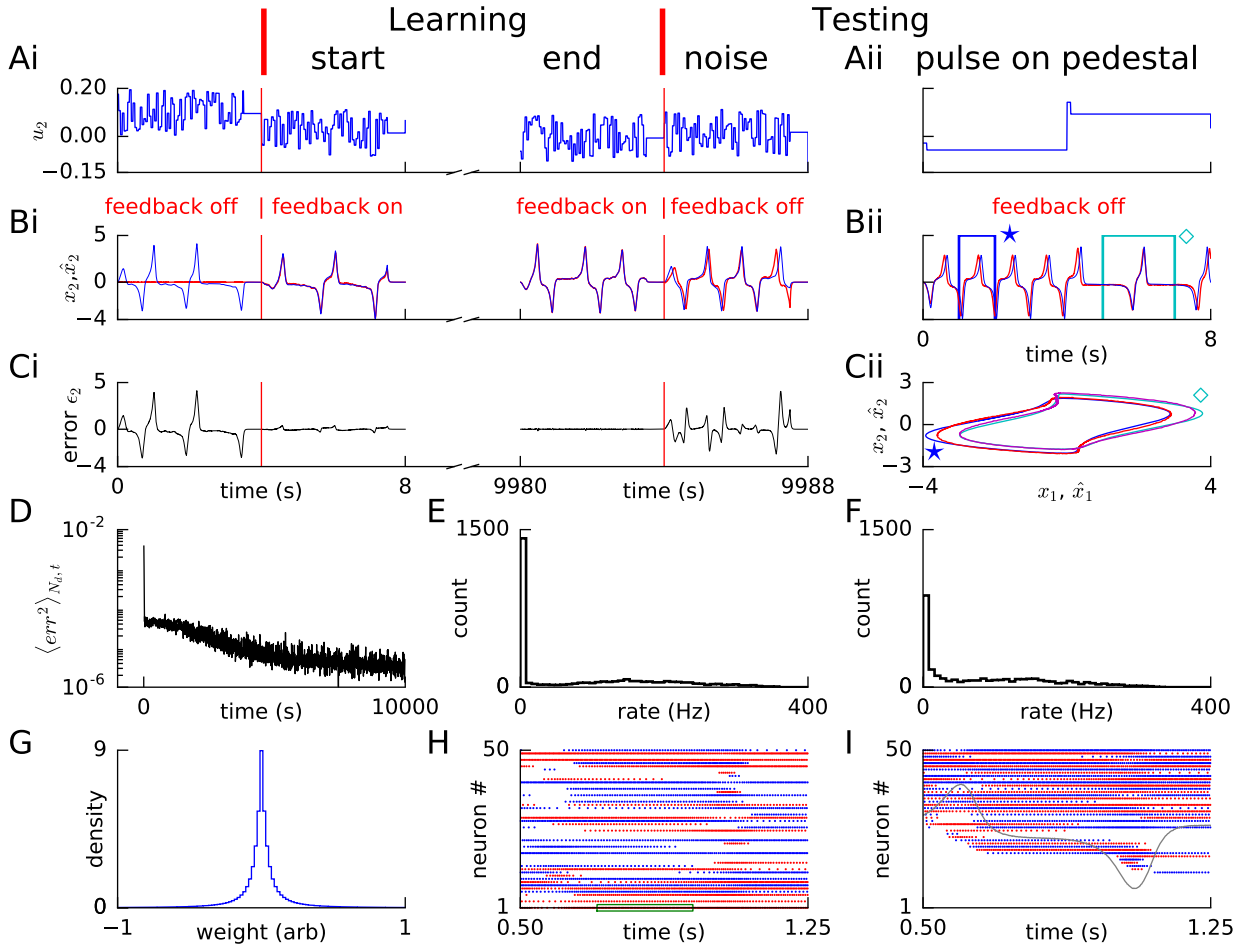 Learning Testing
Ai start end noise Aii pulse on pedestal
0.20
u₂ 0.00
−0.15
feedback off feedback on feedback on feedback off feedback off
Bi Bii
5
x₂,x̂₂ 0
−4
0 8
time (s)
Ci Cii
5 3
error ϵ₂ 0 x₂, x̂₂ 0
−4 −3
0 time (s) 8 9980 time (s) 9988 −4 x₁, x̂₁ 4
D E F
10⁻² 1500 1500
⟨err²⟩_{N_d,t} count count
10⁻⁶ 0 0
0 time (s) 10000 0 rate (Hz) 400 0 rate (Hz) 400
G H I
9 50 50
density neuron # neuron #
0 1 1
−1 weight (arb) 1 0.50 time (s) 1.25 0.50 time (s) 1.25